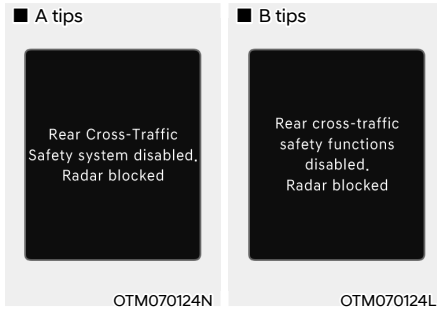 ■ A tips
Rear Cross-Traffic
Safety system disabled.
Radar blocked
OTM070124N
■ B tips
Rear cross-traffic
safety functions
disabled.
Radar blocked
OTM070124L